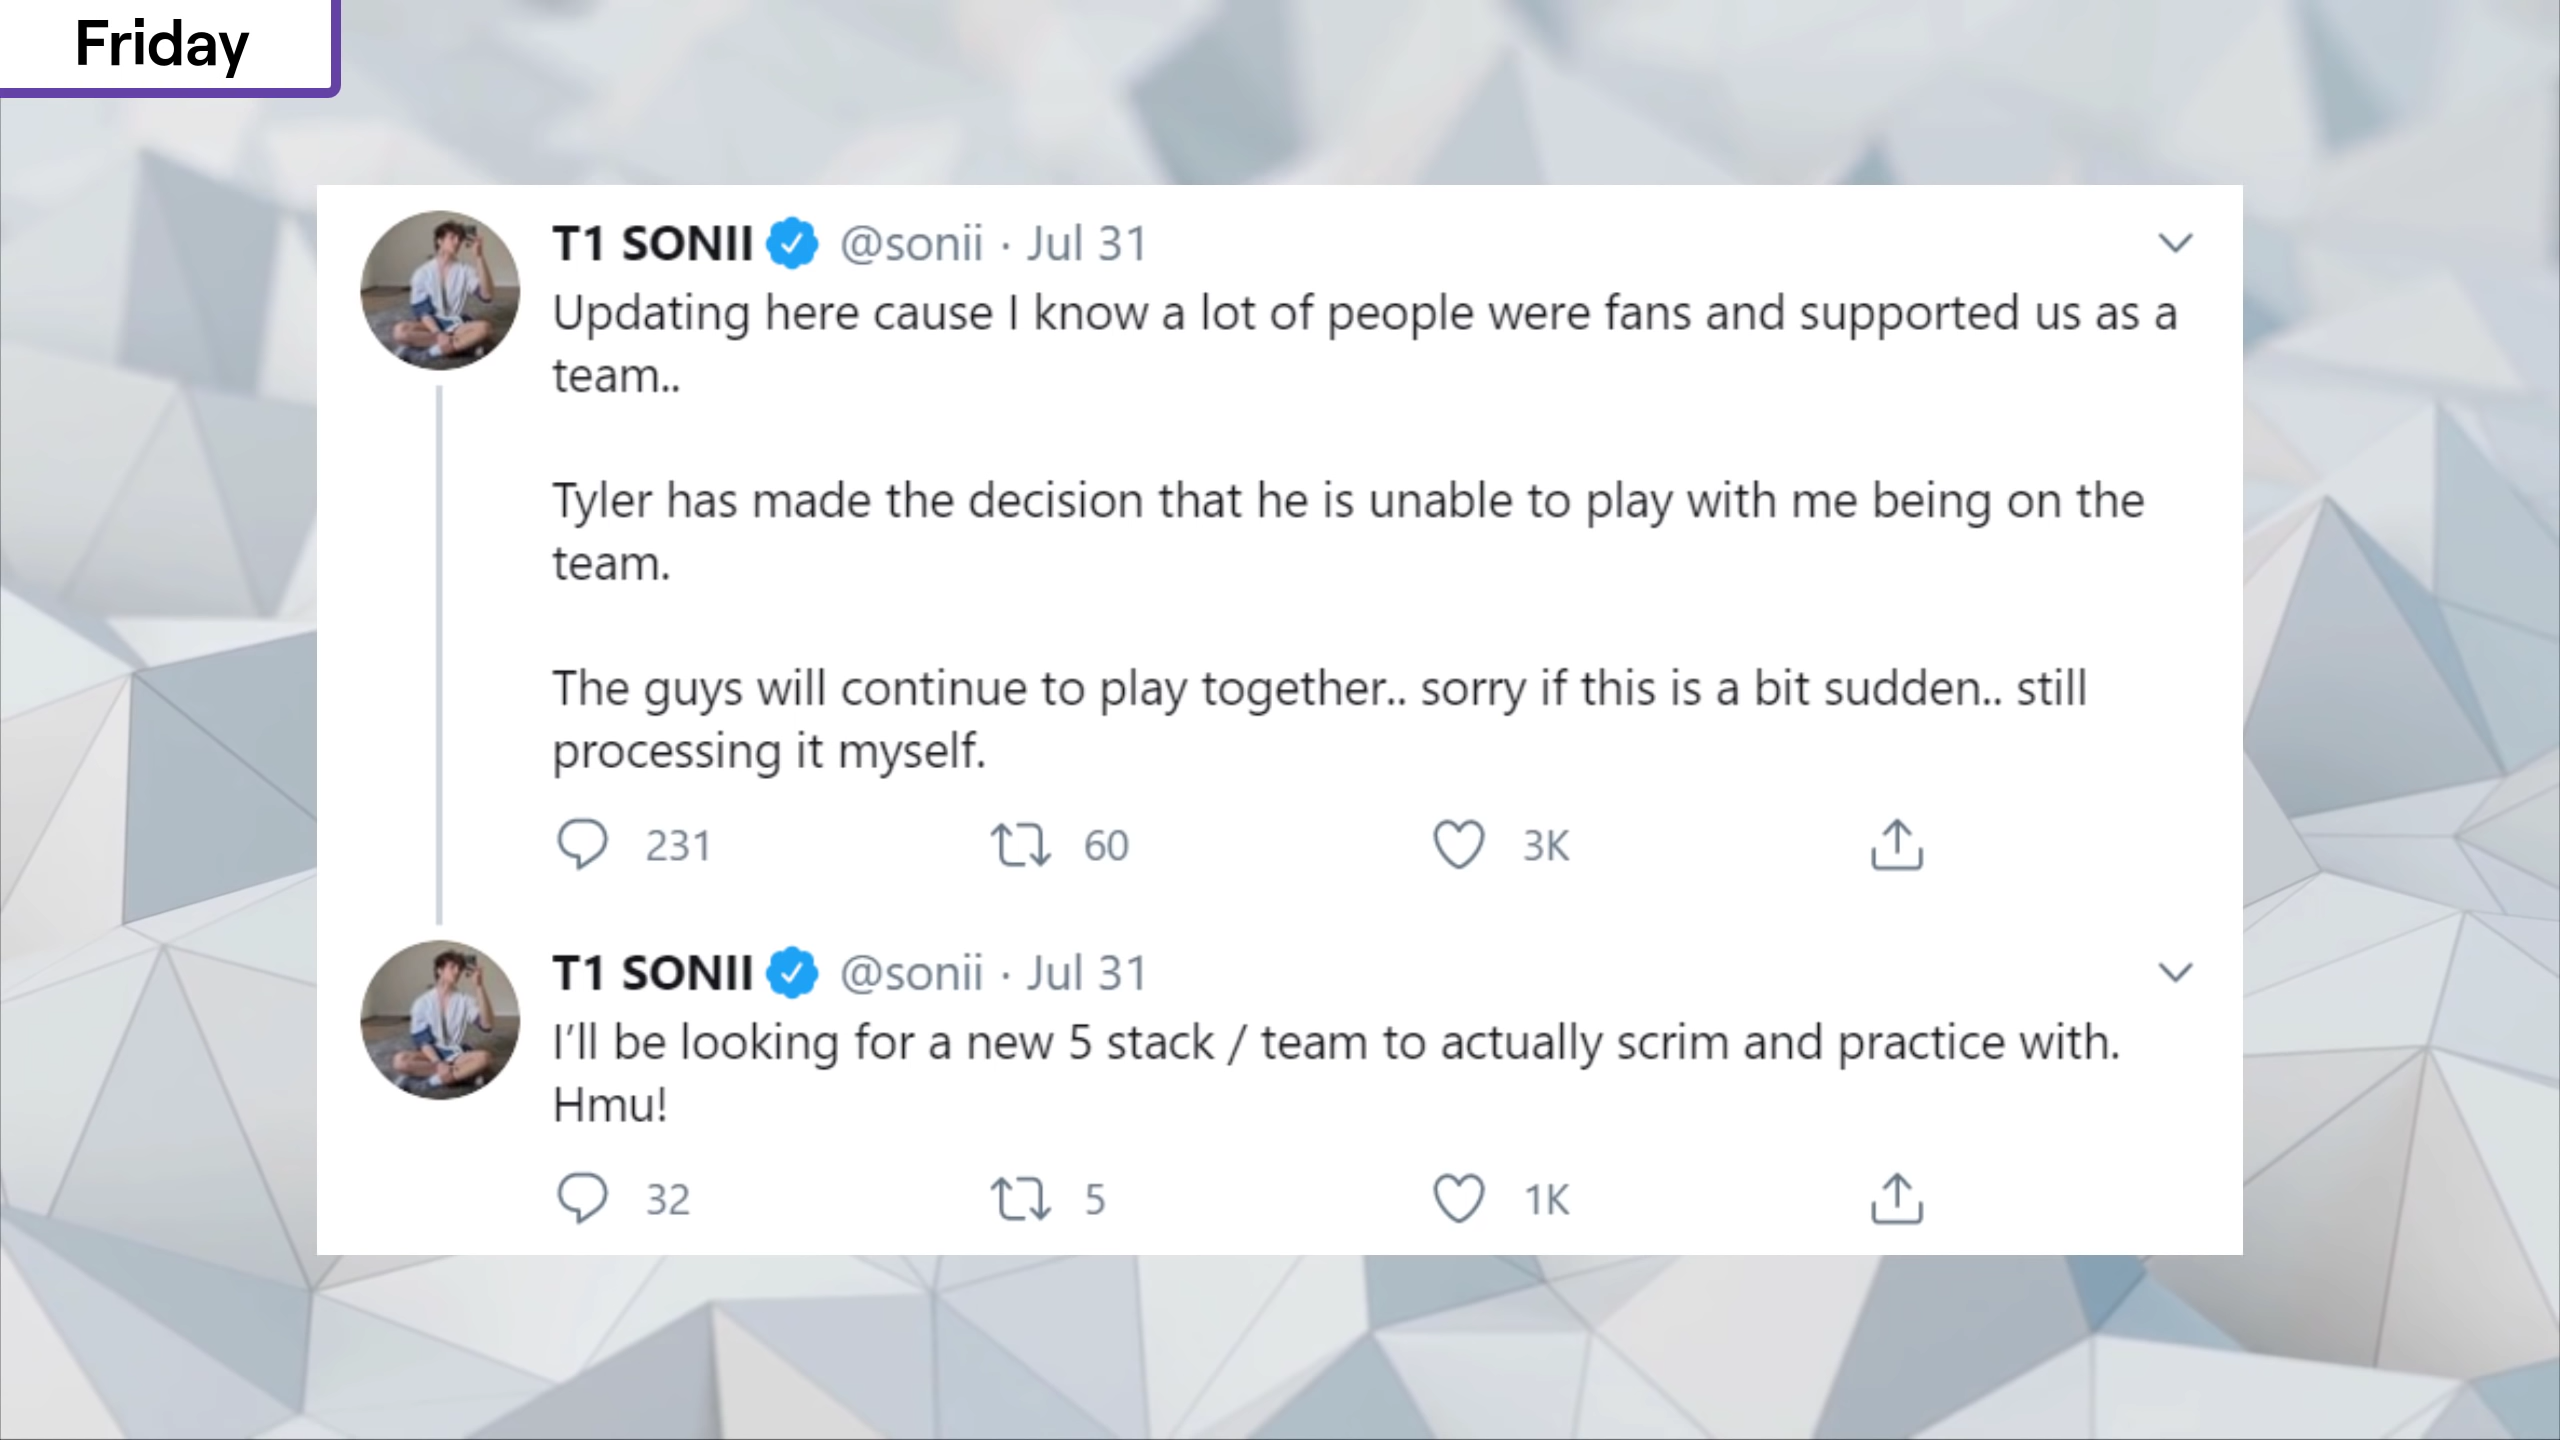 Friday
T1 SONII @sonii · Jul 31
Updating here cause I know a lot of people were fans and supported us as a
team..
Tyler has made the decision that he is unable to play with me being on the
team.
The guys will continue to play together.. sorry if this is a bit sudden.. still
processing it myself.
231 60 3K
T1 SONII @sonii · Jul 31
I’ll be looking for a new 5 stack / team to actually scrim and practice with.
Hmu!
32 5 1K